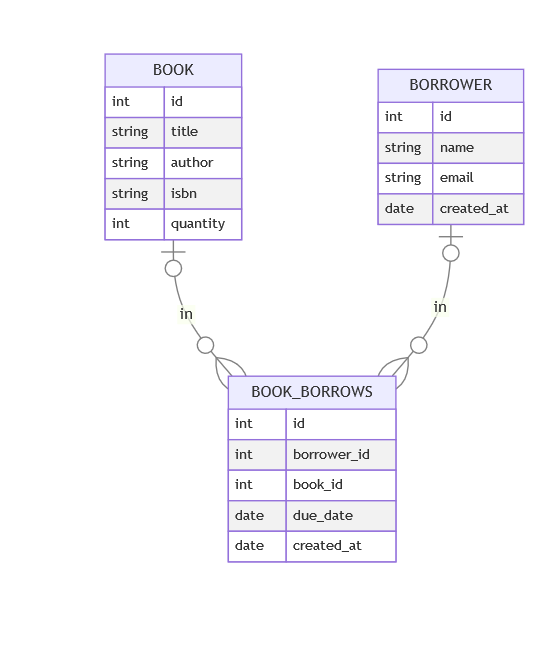 BOOK
int id
string title
string author
string isbn
int quantity
BORROWER
int id
string name
string email
date created_at
in
in
BOOK_BORROWS
int id
int borrower_id
int book_id
date due_date
date created_at